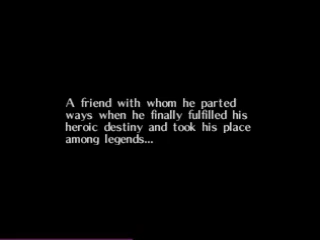 A friend with whom he parted
ways when he finally fulfilled his
heroic destiny and took his place
among legends...